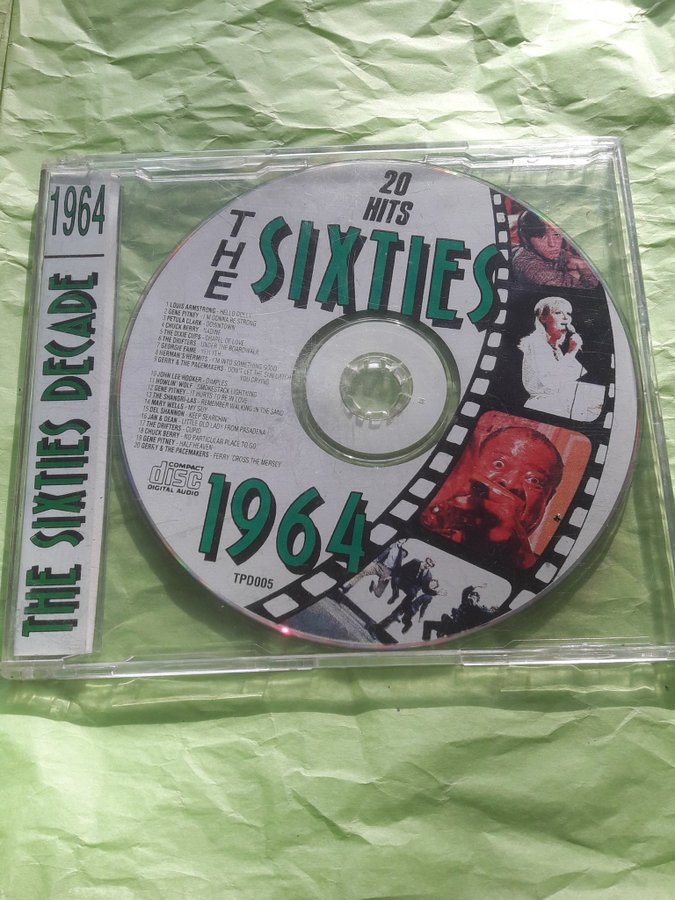 1964
THE SIXTIES DECADE
20
HITS
THE
SIXTIES
1 LOUIS ARMSTRONG - HELLO DOLLY
2 GENE PITNEY - I'M GONNA BE STRONG
3 PETULA CLARK - DOWNTOWN
4 CHUCK BERRY - NADINE
5 THE DIXIE CUPS - CHAPEL OF LOVE
6 THE DRIFTERS - UNDER THE BOARDWALK
7 GEORGIE FAME - YEH YEH
8 HERMAN'S HERMITS - I'M INTO SOMETHING GOOD
9 GERRY & THE PACEMAKERS - DON'T LET THE SUN CATCH
YOU CRYING
10 JOHN LEE HOOKER - DIMPLES
11 HOWLIN' WOLF - SMOKESTACK LIGHTNING
12 GENE PITNEY - IT HURTS TO BE IN LOVE
13 THE SHANGRI-LAS - REMEMBER WALKING IN THE SAND
14 MARY WELLS - MY GUY
15 DEL SHANNON - KEEP SEARCHIN'
16 JAN & DEAN - LITTLE OLD LADY FROM PASADENA
17 THE DRIFTERS - CUPID
18 CHUCK BERRY - NO PARTICULAR PLACE TO GO
19 GENE PITNEY - HALF HEAVEN
20 GERRY & THE PACEMAKERS - FERRY 'CROSS THE MERSEY
COMPACT
disc
DIGITAL AUDIO
1964
TPD005